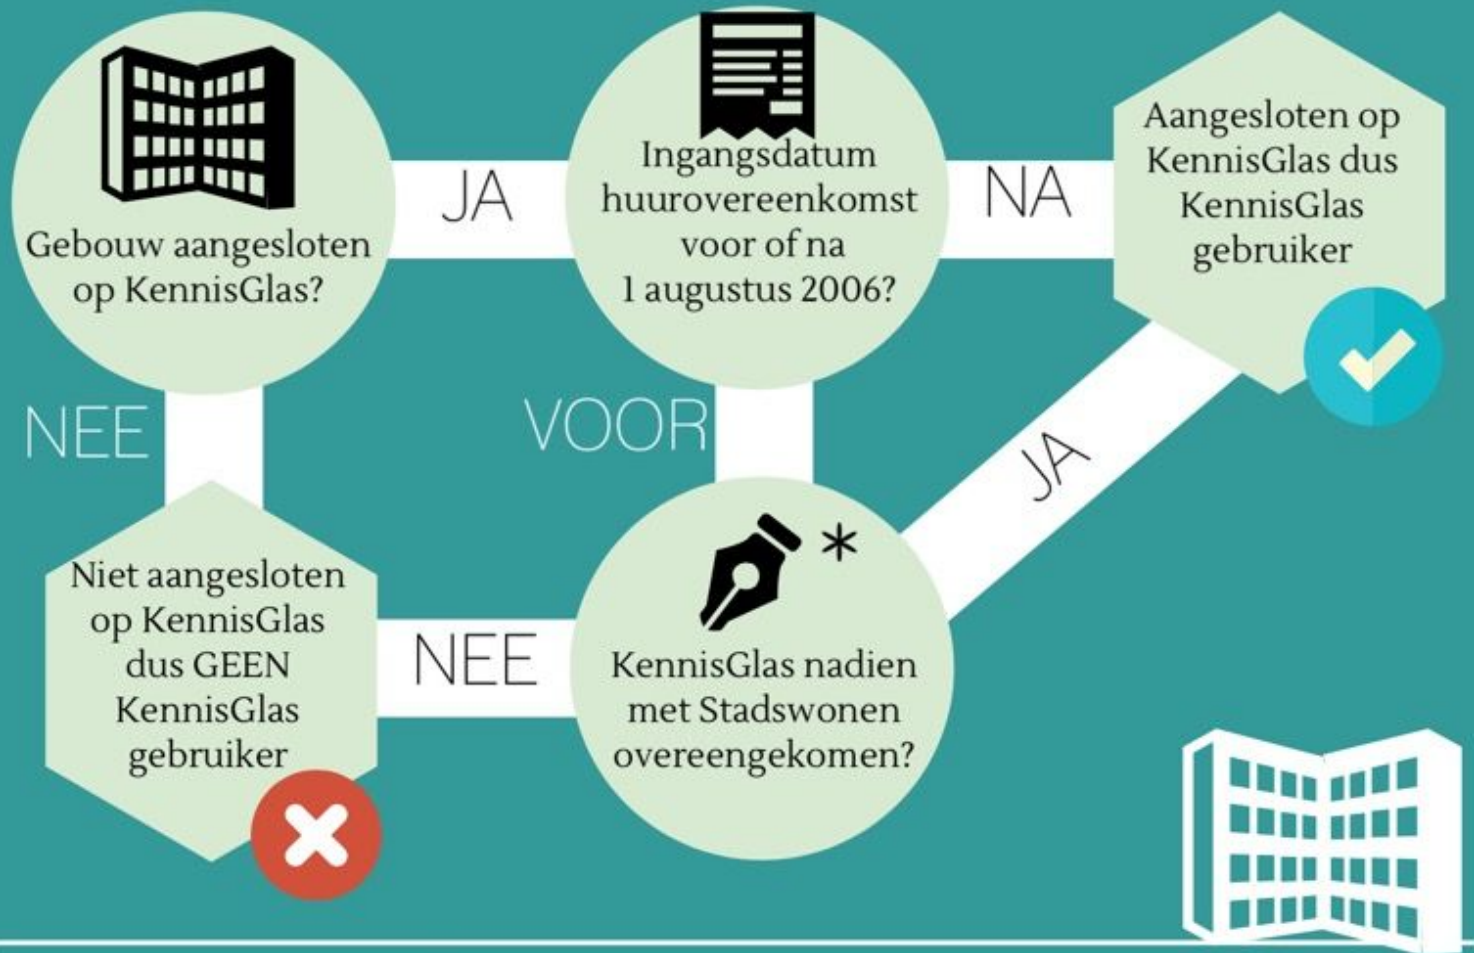 Gebouw aangesloten
op KennisGlas?
JA
Ingangsdatum
huurovereenkomst
voor of na
1 augustus 2006?
NA
Aangesloten op
KennisGlas dus
KennisGlas
gebruiker
NEE
VOOR
JA
Niet aangesloten
op KennisGlas
dus GEEN
KennisGlas
gebruiker
NEE
*
KennisGlas nadien
met Stadswonen
overeengekomen?